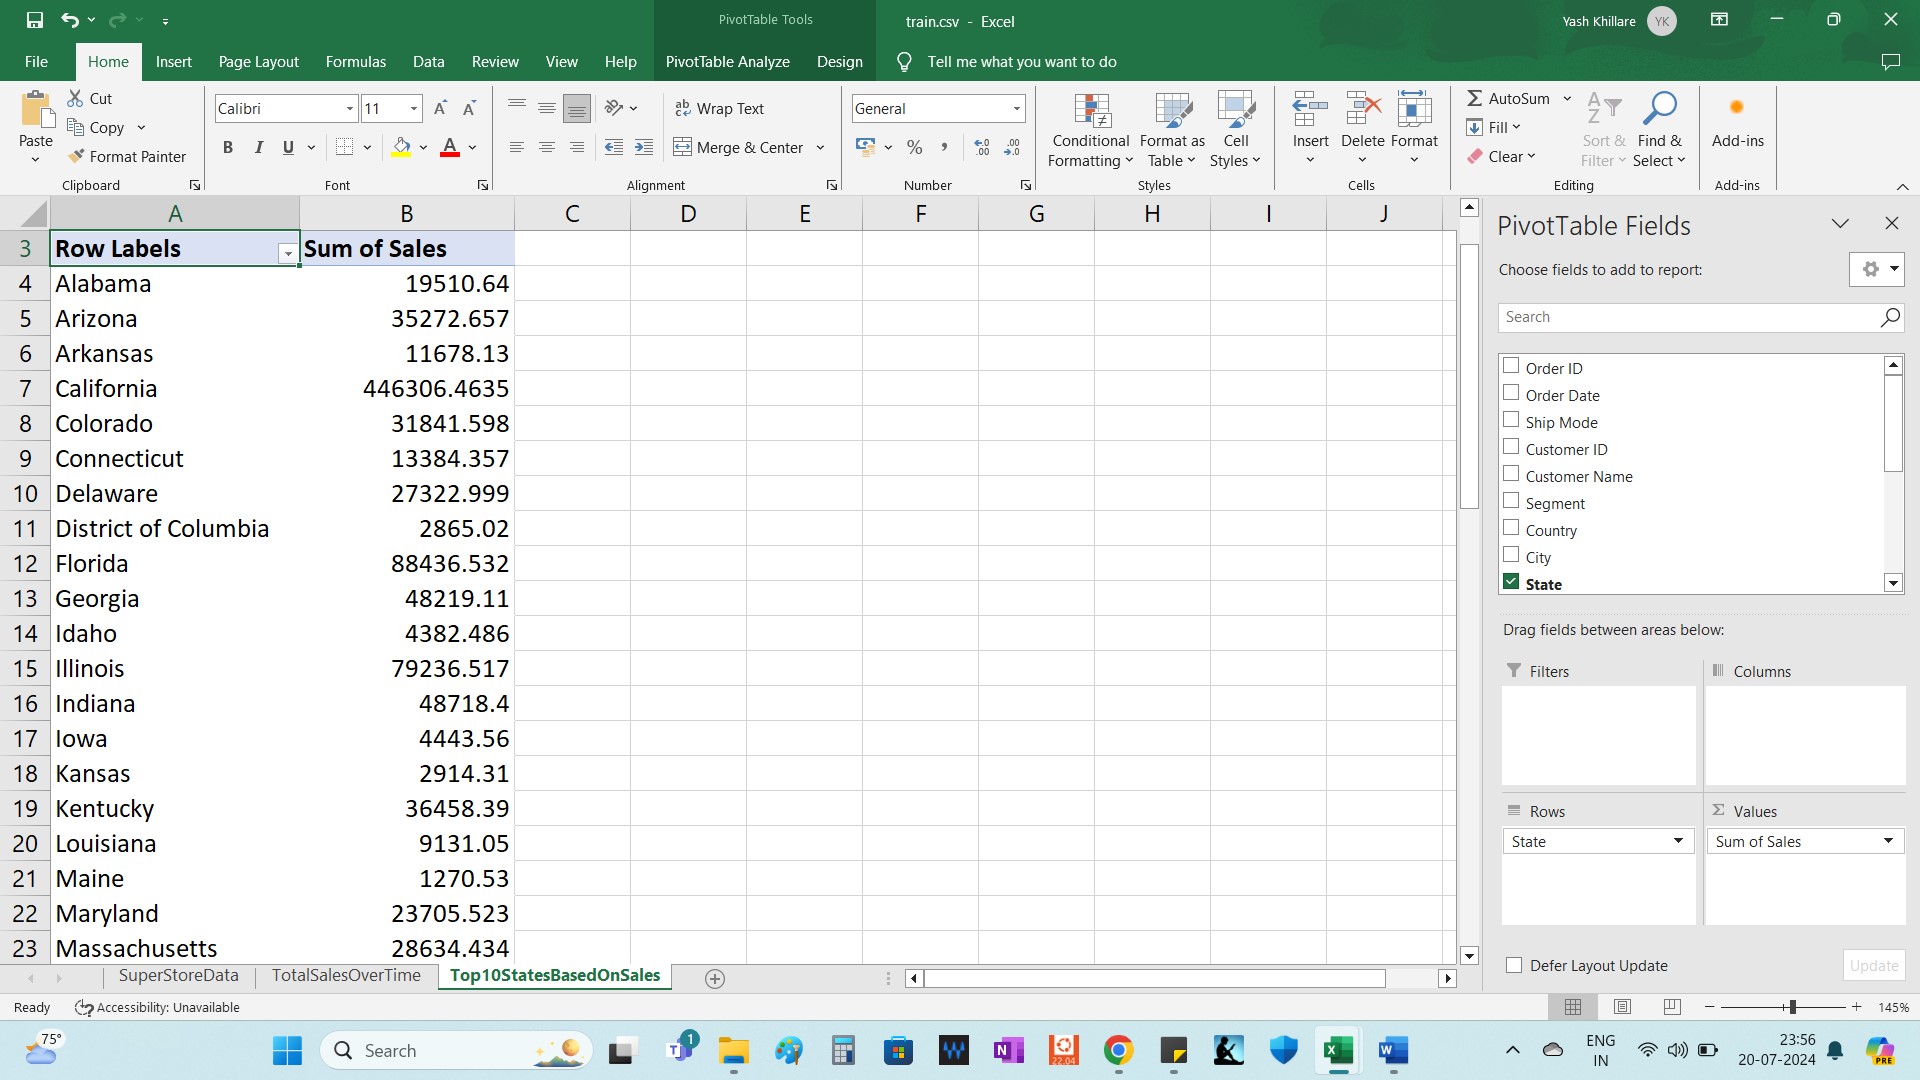 PivotTable Tools
train.csv - Excel
Yash Khillare YK
File Home Insert Page Layout Formulas Data Review View Help PivotTable Analyze Design Tell me what you want to do
Paste
Cut
Copy
Format Painter
Clipboard
Calibri 11
B I U
Font
Wrap Text
Merge & Center
Alignment
General
Number
Conditional Formatting
Format as Table
Cell Styles
Styles
Insert Delete Format
Cells
AutoSum
Fill
Clear
Sort & Filter
Find & Select
Editing
Add-ins
Add-ins
A B C D E F G H I J
3 Row Labels Sum of Sales
4 Alabama 19510.64
5 Arizona 35272.657
6 Arkansas 11678.13
7 California 446306.4635
8 Colorado 31841.598
9 Connecticut 13384.357
10 Delaware 27322.999
11 District of Columbia 2865.02
12 Florida 88436.532
13 Georgia 48219.11
14 Idaho 4382.486
15 Illinois 79236.517
16 Indiana 48718.4
17 Iowa 4443.56
18 Kansas 2914.31
19 Kentucky 36458.39
20 Louisiana 9131.05
21 Maine 1270.53
22 Maryland 23705.523
23 Massachusetts 28634.434
PivotTable Fields
Choose fields to add to report:
Search
Order ID
Order Date
Ship Mode
Customer ID
Customer Name
Segment
Country
City
State
Drag fields between areas below:
Filters Columns
Rows Σ Values
State Sum of Sales
Defer Layout Update Update
SuperStoreData TotalSalesOverTime Top10StatesBasedOnSales
Ready Accessibility: Unavailable 145%
75°
Search
1
22.04
ENG
IN
23:56
20-07-2024
PRE